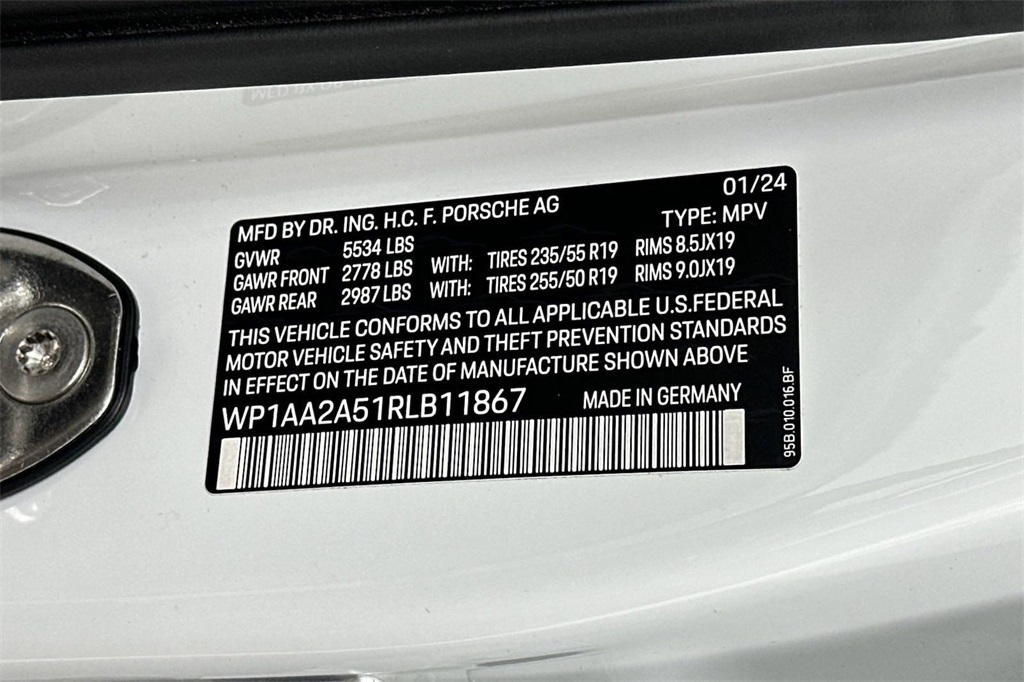 01/24
MFD BY DR. ING. H.C. F. PORSCHE AG
TYPE: MPV
GVWR 5534 LBS
GAWR FRONT 2778 LBS WITH: TIRES 235/55 R19 RIMS 8.5JX19
GAWR REAR 2987 LBS WITH: TIRES 255/50 R19 RIMS 9.0JX19
THIS VEHICLE CONFORMS TO ALL APPLICABLE U.S.FEDERAL
MOTOR VEHICLE SAFETY AND THEFT PREVENTION STANDARDS
IN EFFECT ON THE DATE OF MANUFACTURE SHOWN ABOVE
WP1AA2A51RLB11867 MADE IN GERMANY
95B.010.016.BF